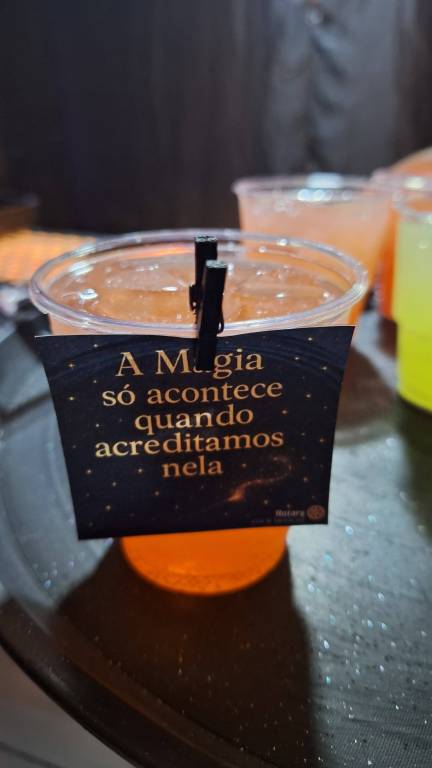 A Magia
só acontece
quando
acreditamos
nela
Rotary